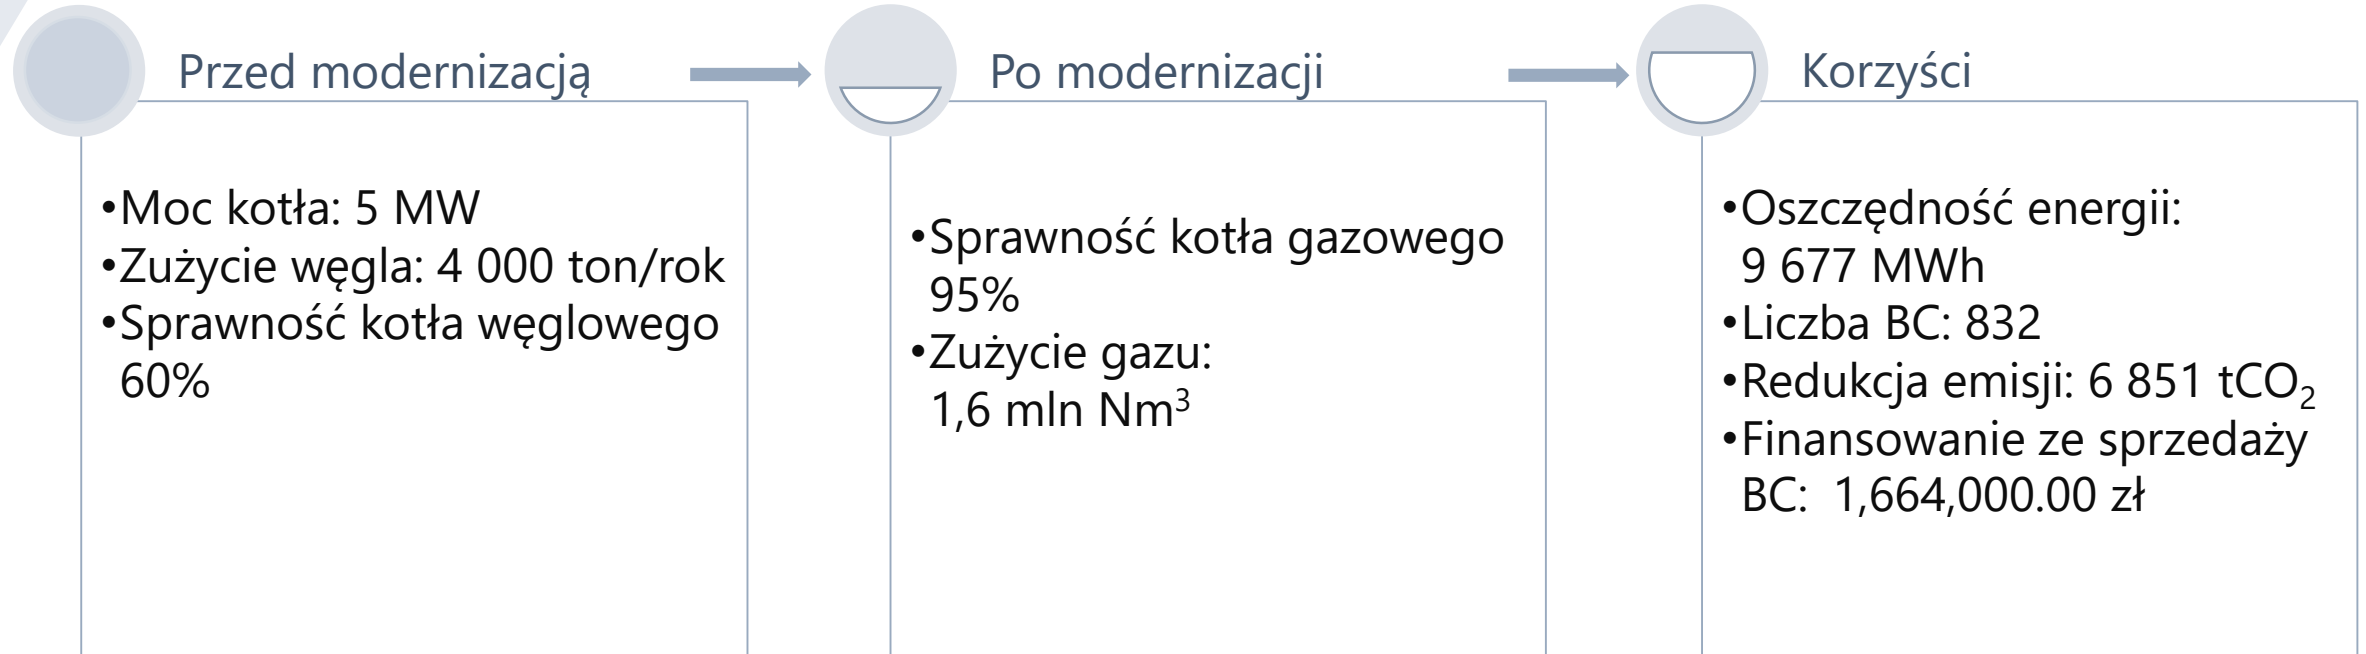 Przed modernizacją
•Moc kotła: 5 MW
•Zużycie węgla: 4 000 ton/rok
•Sprawność kotła węglowego
60%
Po modernizacji
•Sprawność kotła gazowego
95%
•Zużycie gazu:
1,6 mln Nm³
Korzyści
•Oszczędność energii:
9 677 MWh
•Liczba BC: 832
•Redukcja emisji: 6 851 tCO₂
•Finansowanie ze sprzedaży
BC: 1,664,000.00 zł